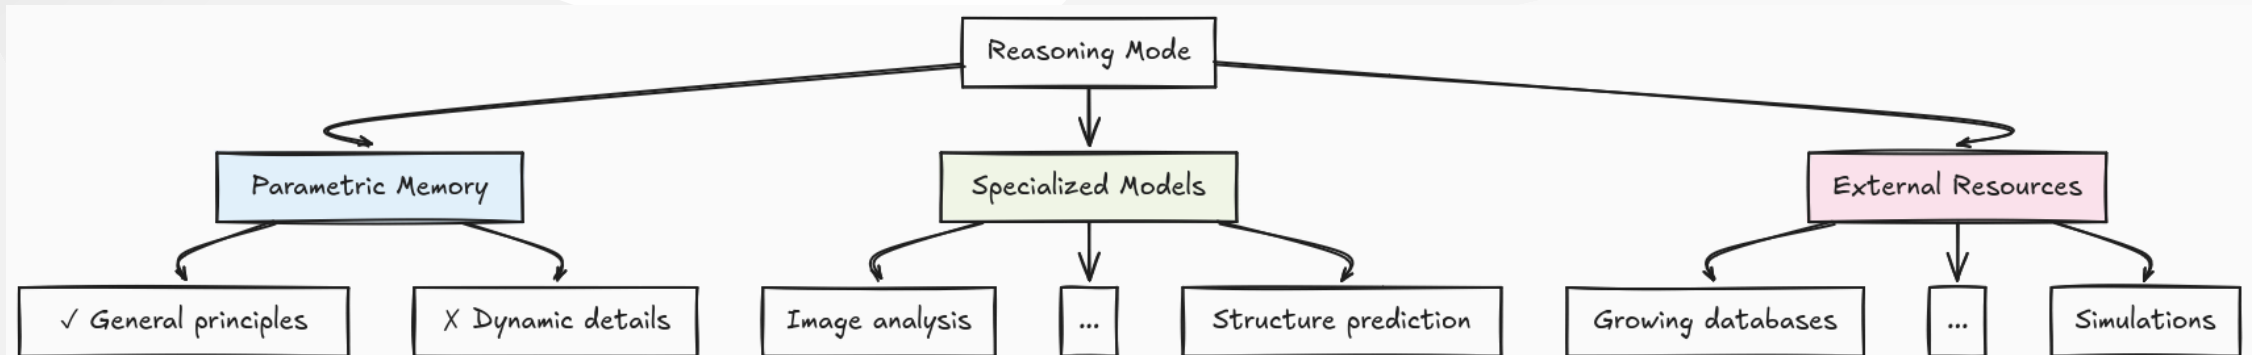 Reasoning Mode
Parametric Memory
Specialized Models
External Resources
✓ General principles
X Dynamic details
Image analysis
...
Structure prediction
Growing databases
...
Simulations